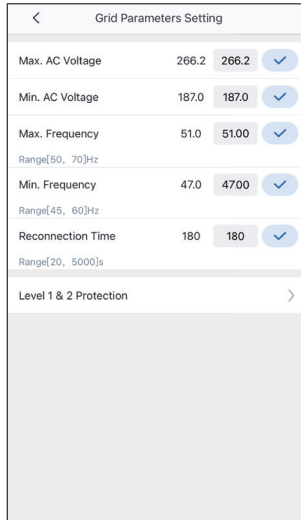 Grid Parameters Setting
Max. AC Voltage 266.2 266.2
Min. AC Voltage 187.0 187.0
Max. Frequency 51.0 51.00
Range[50, 70]Hz
Min. Frequency 47.0 47.00
Range[45, 60]Hz
Reconnection Time 180 180
Range[20, 5000]s
Level 1 & 2 Protection